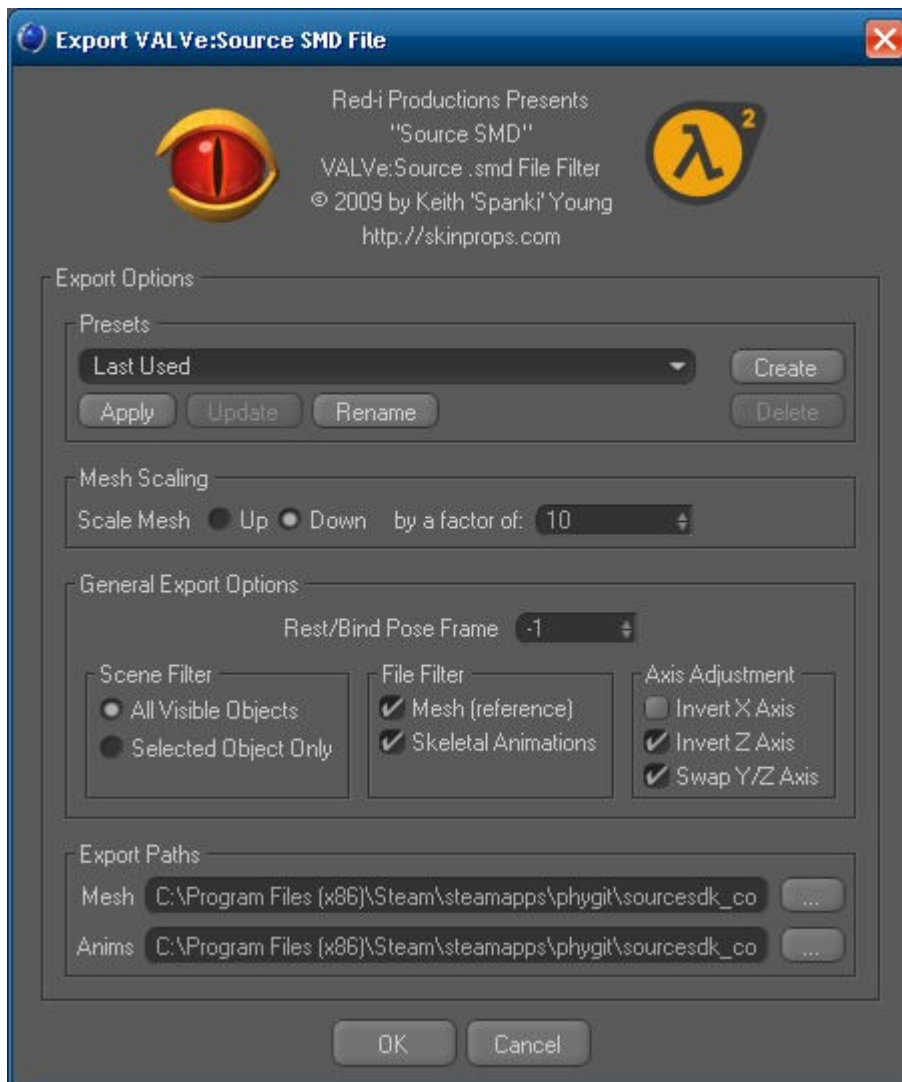 Export VALVe:Source SMD File
Red-i Productions Presents
"Source SMD"
VALVe:Source .smd File Filter
© 2009 by Keith 'Spanki' Young
http://skinprops.com
λ2
Export Options
Presets
Last Used
Create
Apply Update Rename Delete
Mesh Scaling
Scale Mesh Up Down by a factor of: 10
General Export Options
Rest/Bind Pose Frame -1
Scene Filter File Filter Axis Adjustment
All Visible Objects Mesh (reference) Invert X Axis
Selected Object Only Skeletal Animations Invert Z Axis
Swap Y/Z Axis
Export Paths
Mesh C:\Program Files (x86)\Steam\steamapps\phygit\sourcesdk_co ...
Anims C:\Program Files (x86)\Steam\steamapps\phygit\sourcesdk_co ...
OK Cancel